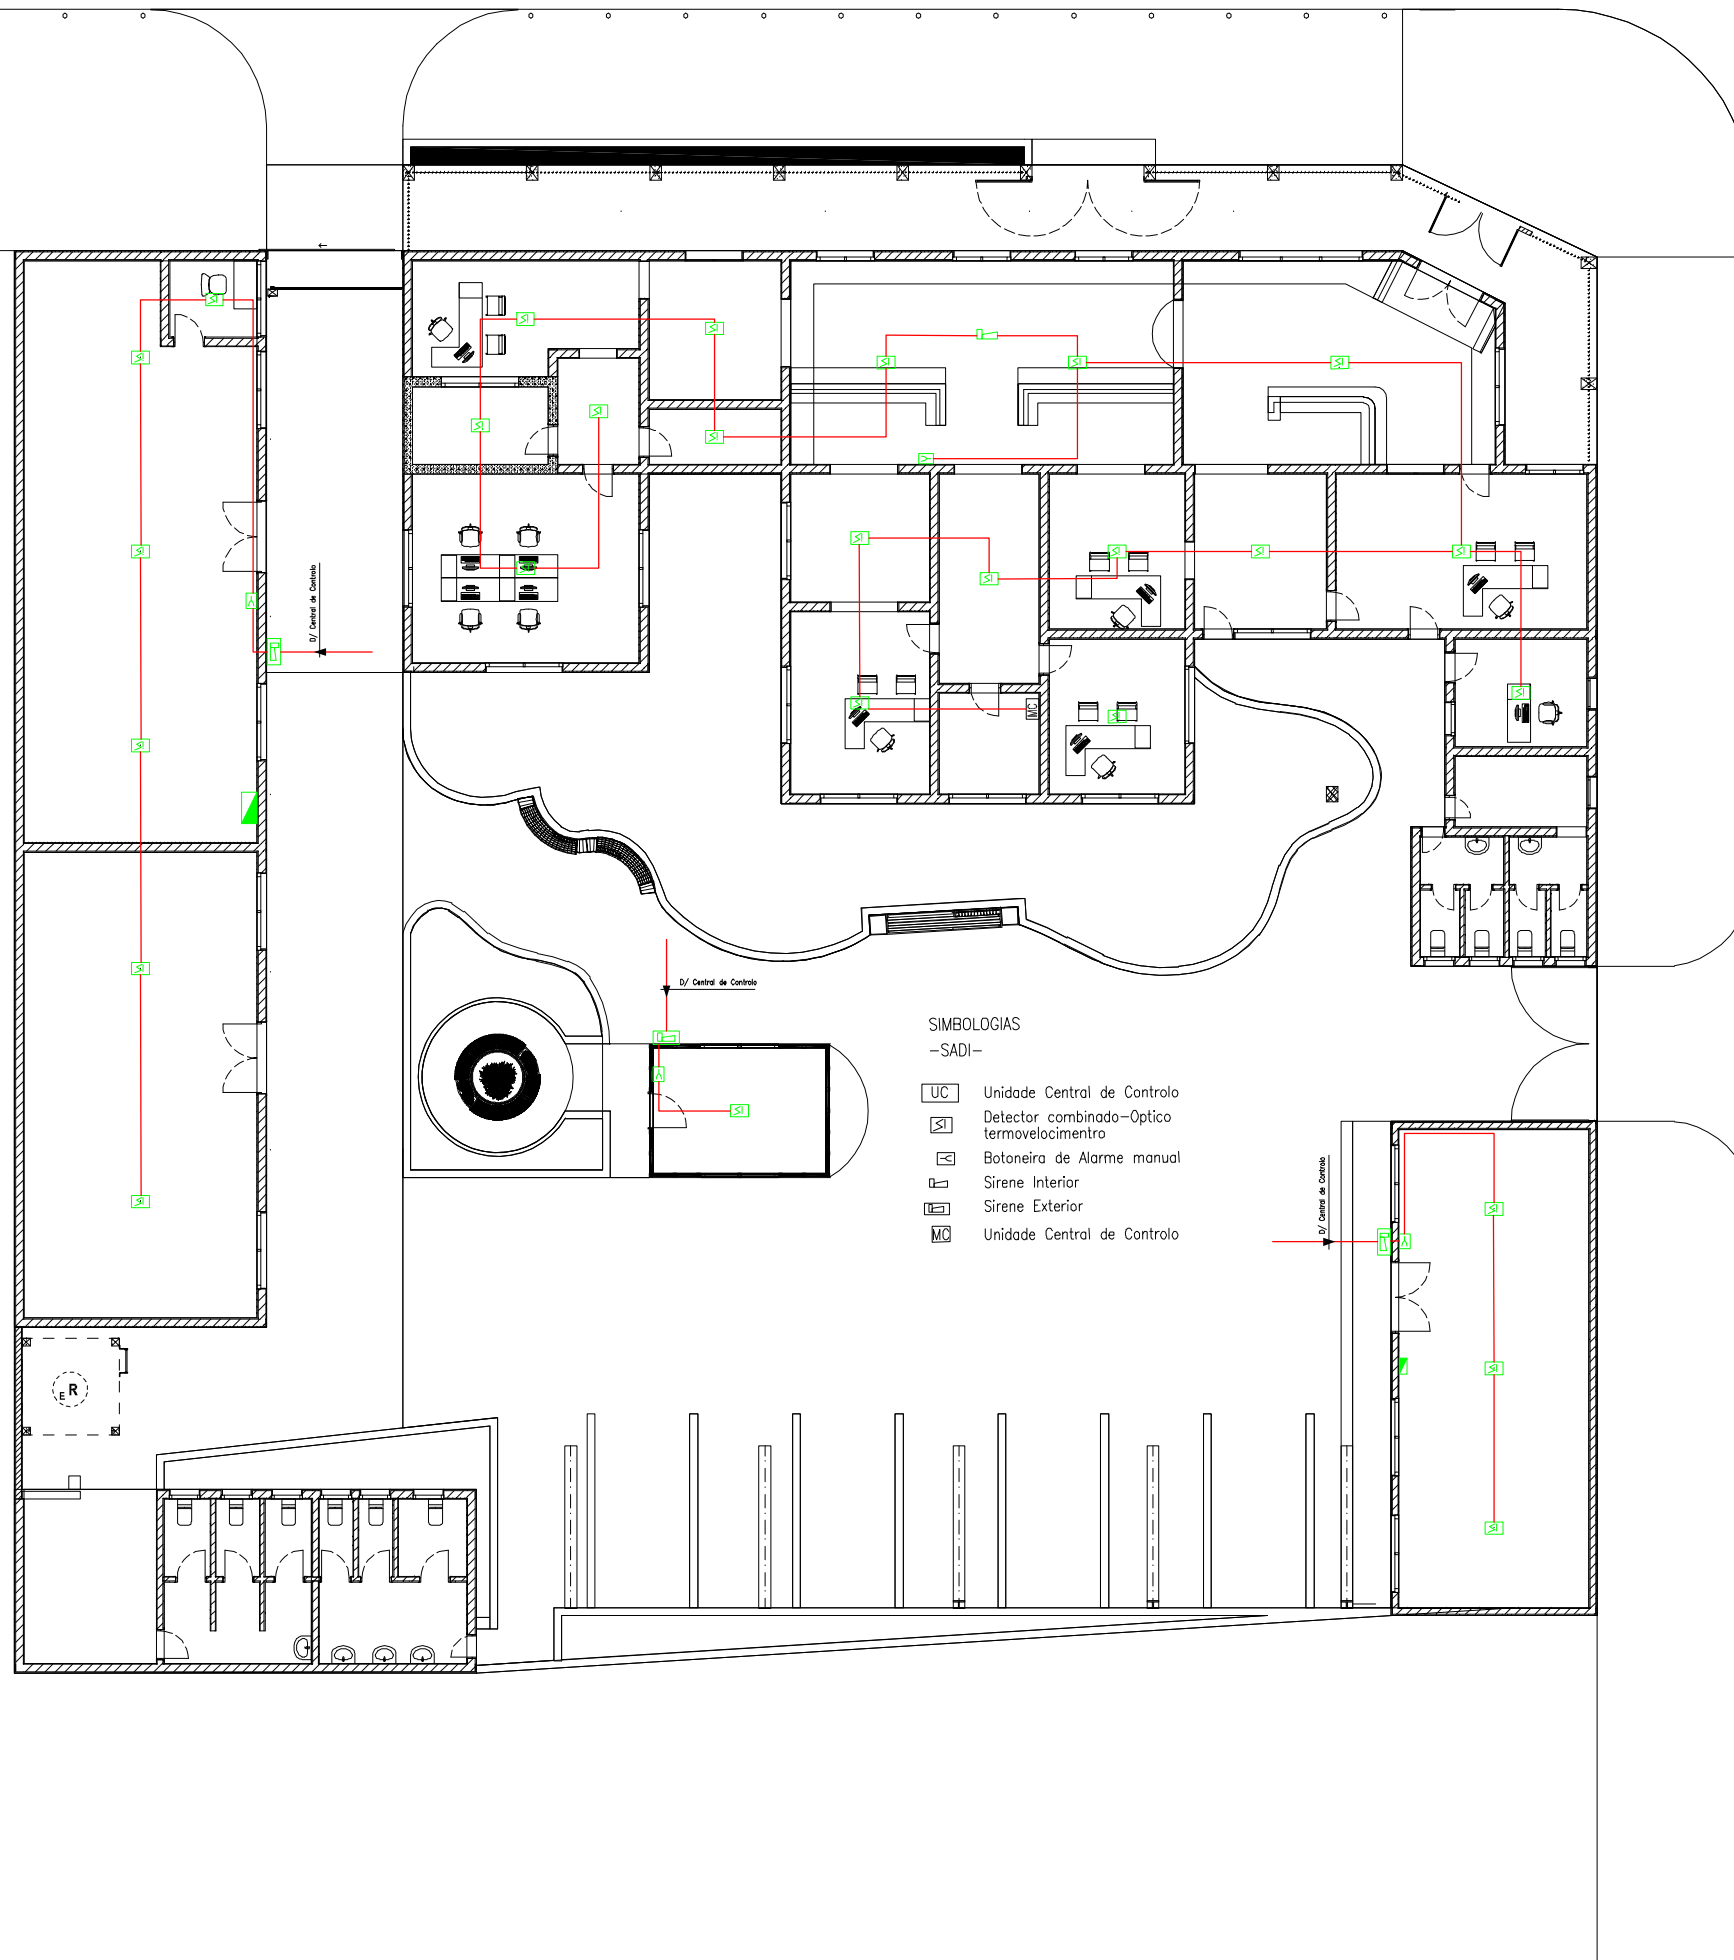 D/ Central de Controlo
MC
D/ Central de Controlo
SIMBOLOGIAS
-SADI-
UC Unidade Central de Controlo
Detector combinado-Optico
termovelocimentro
Botoneira de Alarme manual
Sirene Interior
Sirene Exterior
MC Unidade Central de Controlo
D/ Central de Controlo
E R